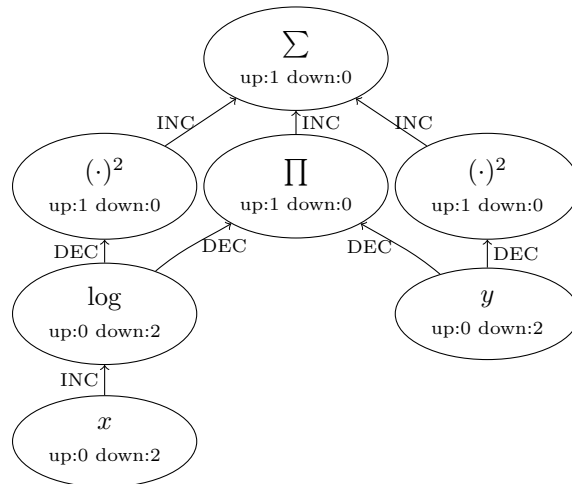 ∑
up:1 down:0
INC
INC
INC
(·)²
up:1 down:0
∏
up:1 down:0
(·)²
up:1 down:0
DEC
DEC
DEC
DEC
log
up:0 down:2
y
up:0 down:2
INC
x
up:0 down:2